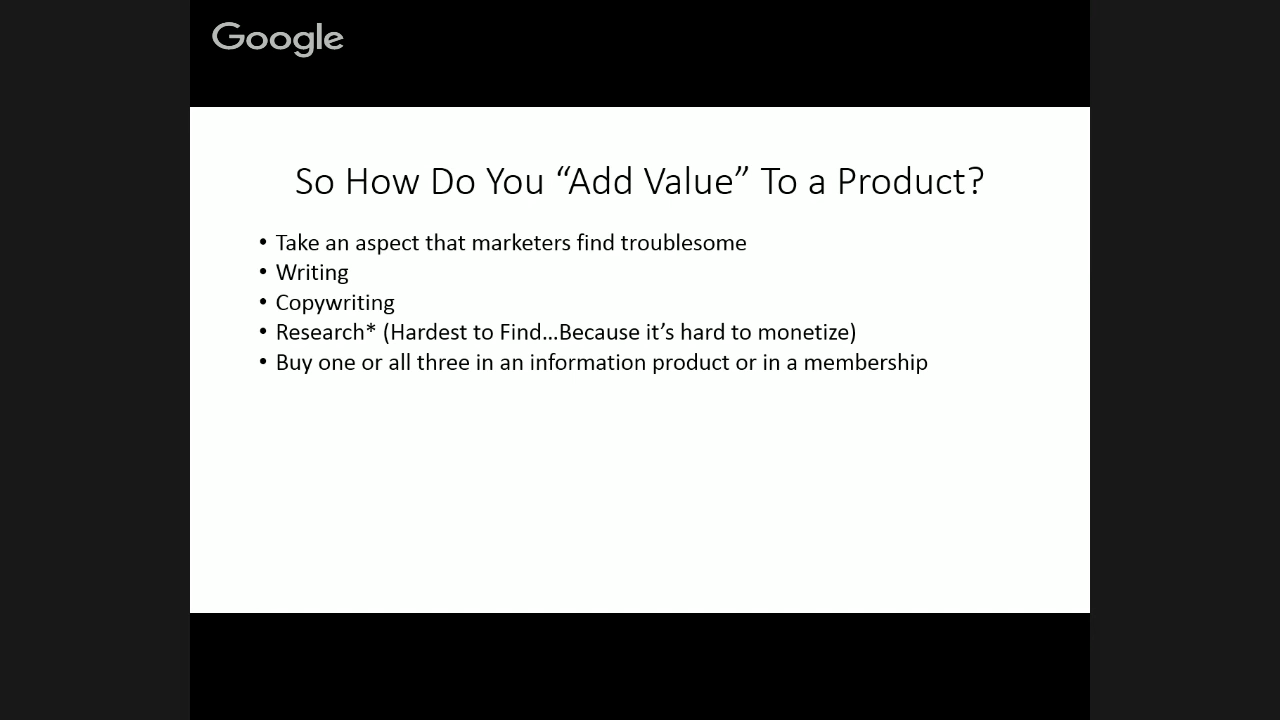 Google
So How Do You “Add Value” To a Product?
• Take an aspect that marketers find troublesome
• Writing
• Copywriting
• Research* (Hardest to Find...Because it’s hard to monetize)
• Buy one or all three in an information product or in a membership